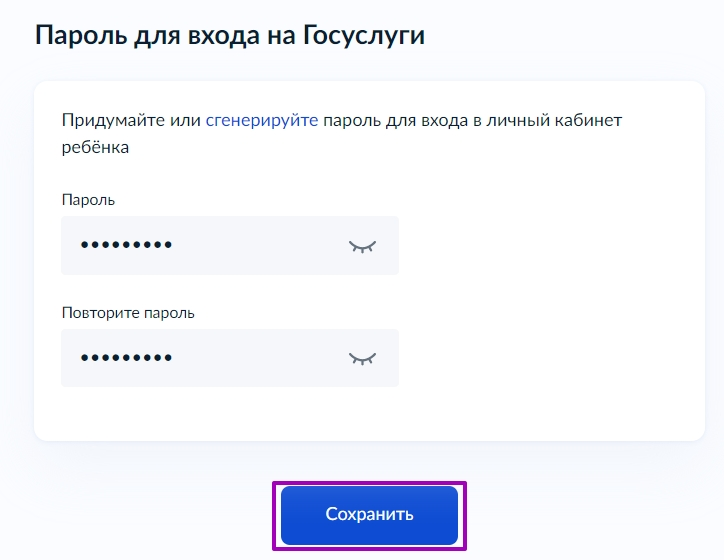 Пароль для входа на Госуслуги
Придумайте или сгенерируйте пароль для входа в личный кабинет
ребёнка
Пароль
•••••••••
Повторите пароль
•••••••••
Сохранить